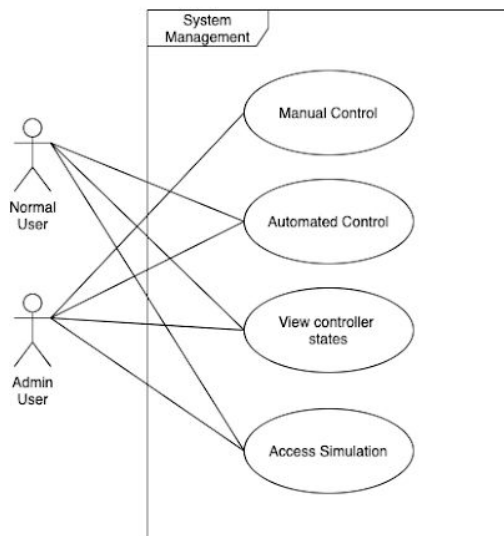 System
Management
Manual Control
Normal
User
Automated Control
View controller
states
Admin
User
Access Simulation